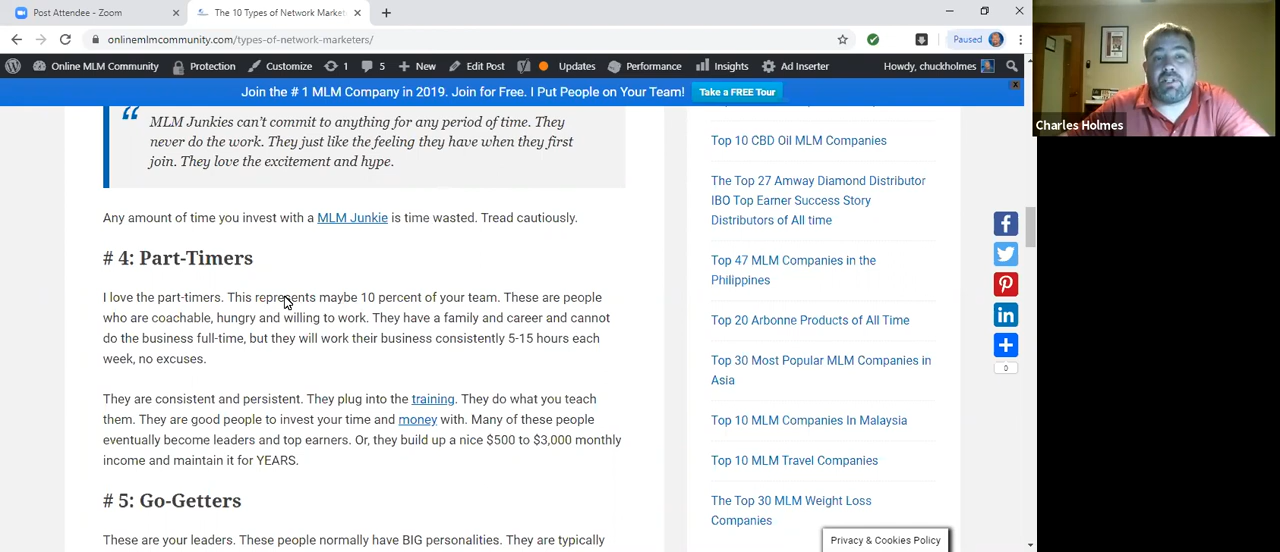 Post Attendee - Zoom
The 10 Types of Network Market
onlinemlmcommunity.com/types-of-network-marketers/
Paused
Online MLM Community
Protection
Customize
1
5
New
Edit Post
Updates
Performance
Insights
Ad Inserter
Howdy, chuckholmes
Join the # 1 MLM Company in 2019. Join for Free. I Put People on Your Team!
Take a FREE Tour
X
Charles Holmes
“
MLM Junkies can't commit to anything for any period of time. They
never do the work. They just like the feeling they have when they first
join. They love the excitement and hype.
Any amount of time you invest with a MLM Junkie is time wasted. Tread cautiously.
# 4: Part-Timers
I love the part-timers. This represents maybe 10 percent of your team. These are people
who are coachable, hungry and willing to work. They have a family and career and cannot
do the business full-time, but they will work their business consistently 5-15 hours each
week, no excuses.
They are consistent and persistent. They plug into the training. They do what you teach
them. They are good people to invest your time and money with. Many of these people
eventually become leaders and top earners. Or, they build up a nice $500 to $3,000 monthly
income and maintain it for YEARS.
# 5: Go-Getters
These are your leaders. These people normally have BIG personalities. They are typically
Top 10 CBD Oil MLM Companies
The Top 27 Amway Diamond Distributor
IBO Top Earner Success Story
Distributors of All time
Top 47 MLM Companies in the
Philippines
Top 20 Arbonne Products of All Time
Top 30 Most Popular MLM Companies in
Asia
Top 10 MLM Companies In Malaysia
Top 10 MLM Travel Companies
The Top 30 MLM Weight Loss
Companies
0
Privacy & Cookies Policy